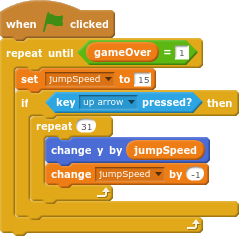 when clicked
repeat until gameOver = 1
set jumpSpeed to 15
if key up arrow pressed? then
repeat 31
change y by jumpSpeed
change jumpSpeed by -1